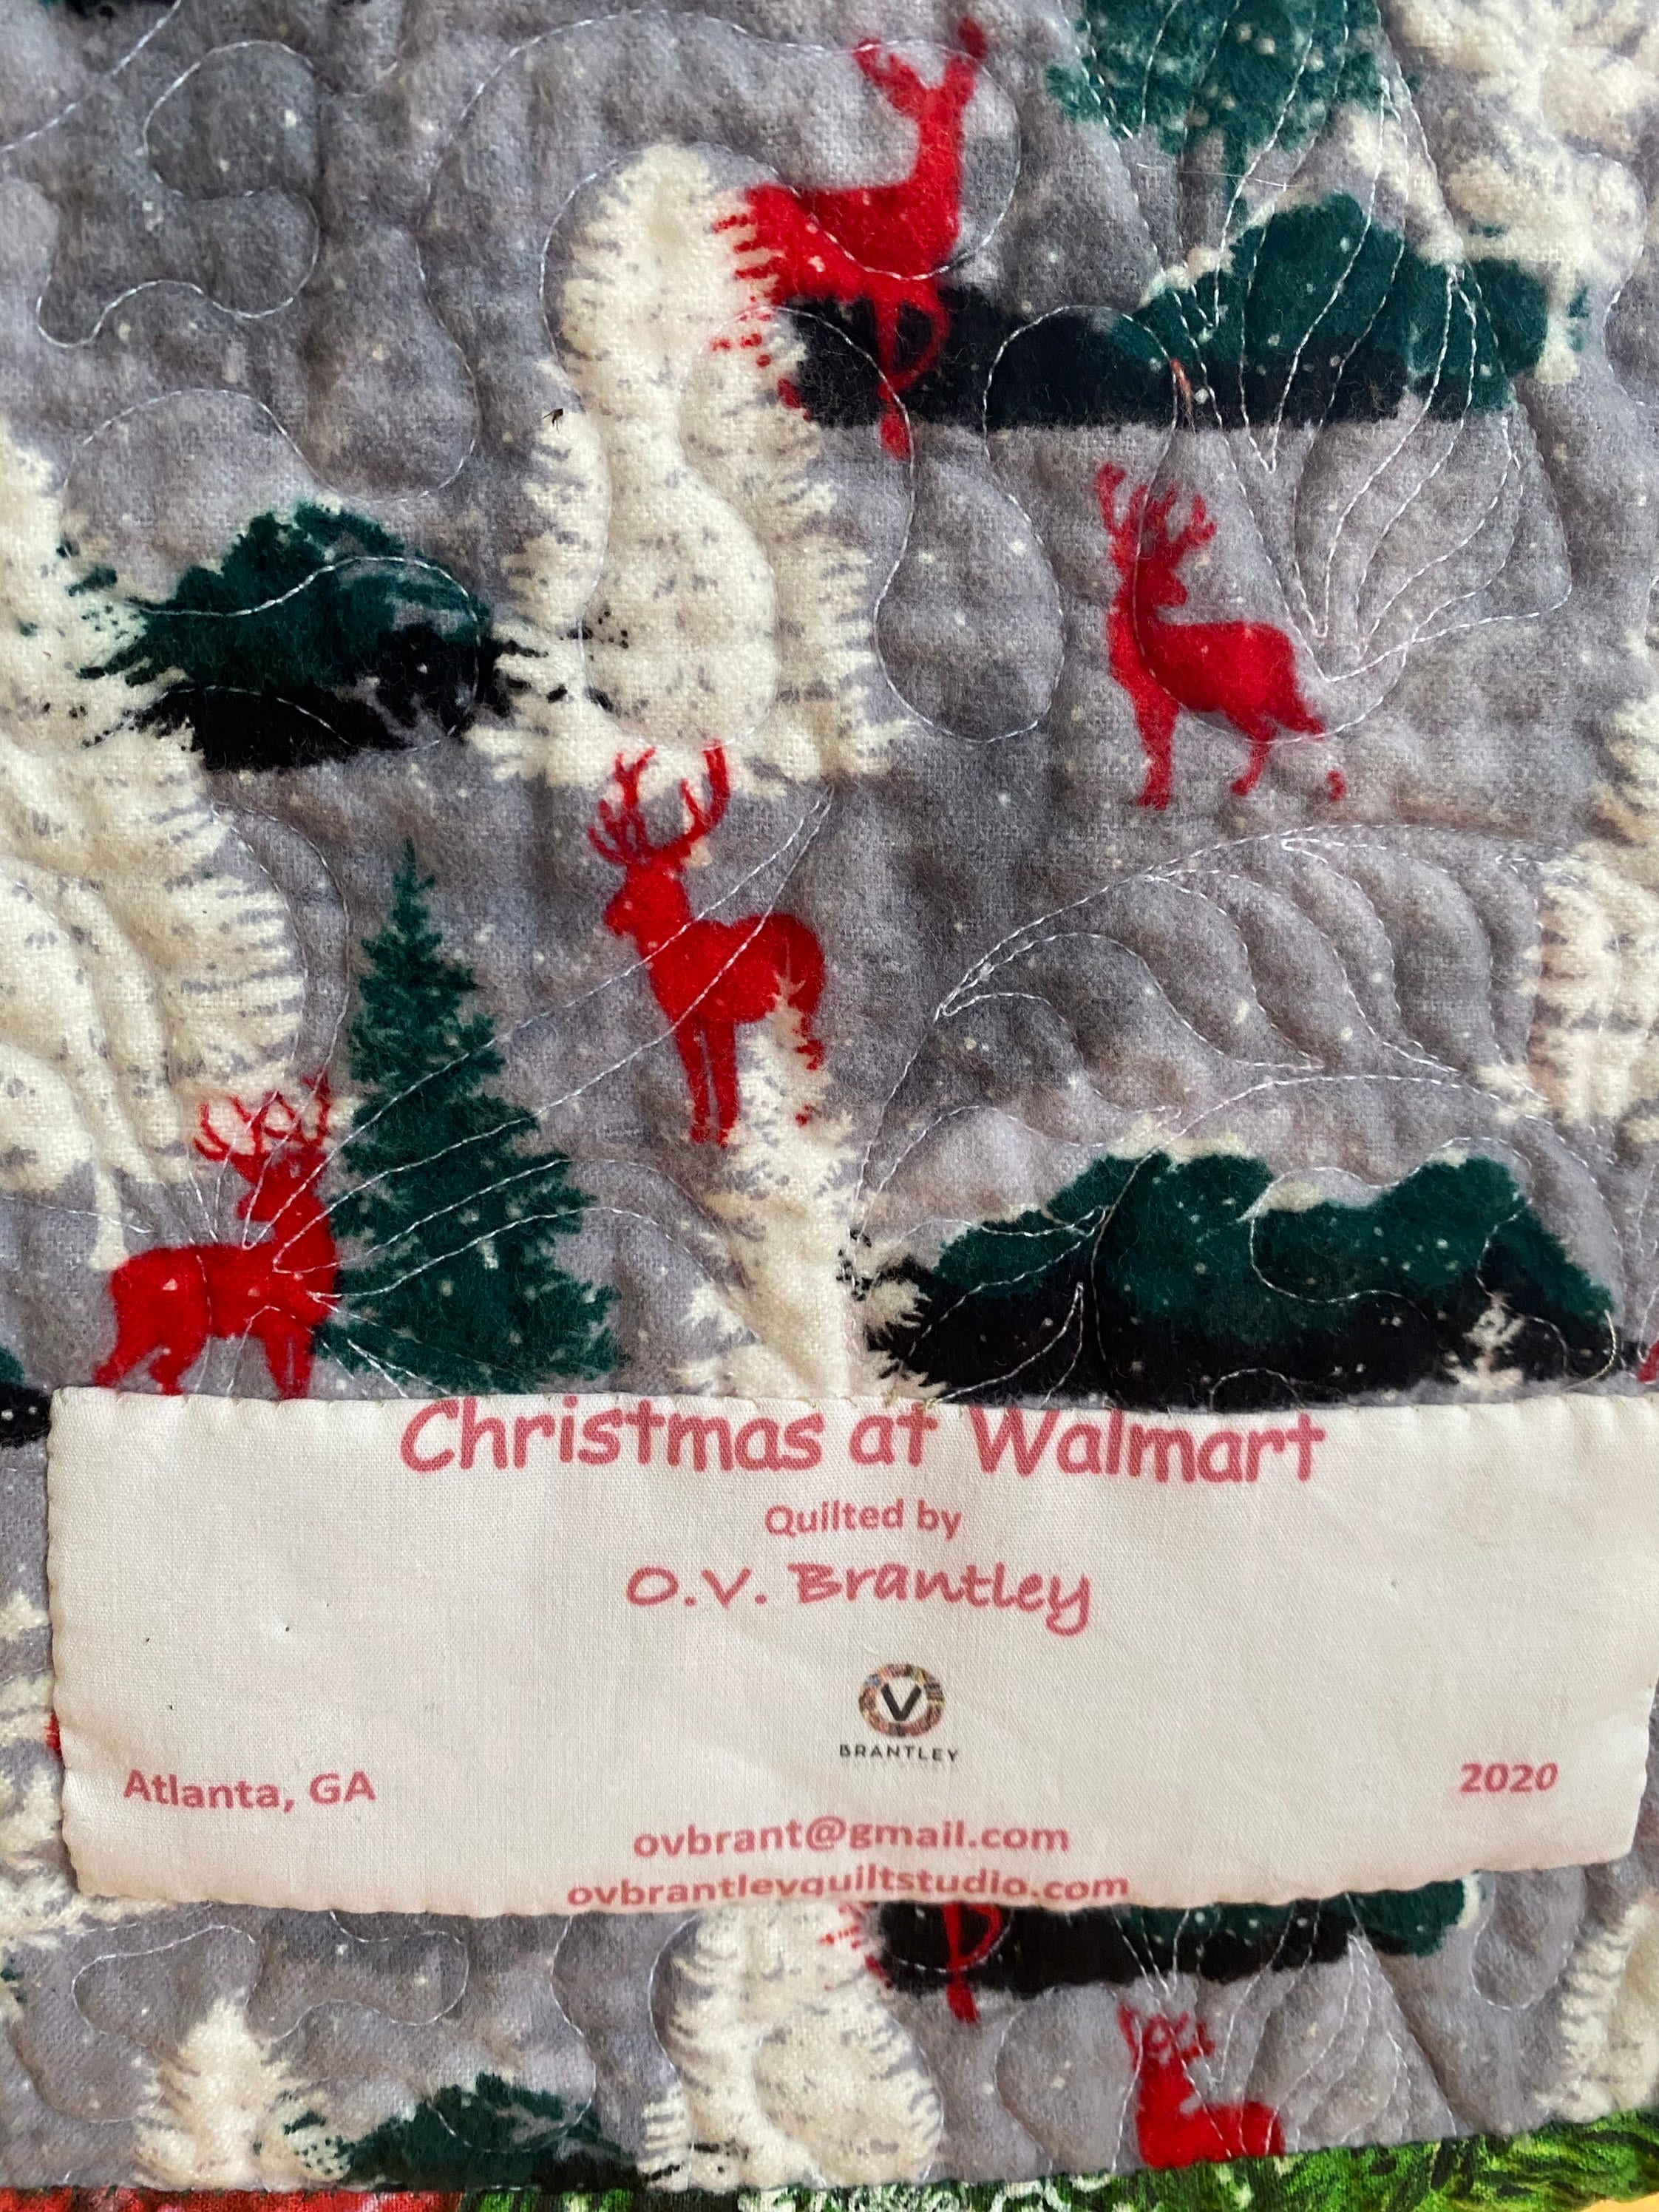 Christmas at Walmart
Quilted by
O.V. Brantley
V
BRANTLEY
Atlanta, GA
2020
ovbrant@gmail.com
ovbrantleyquiltstudio.com